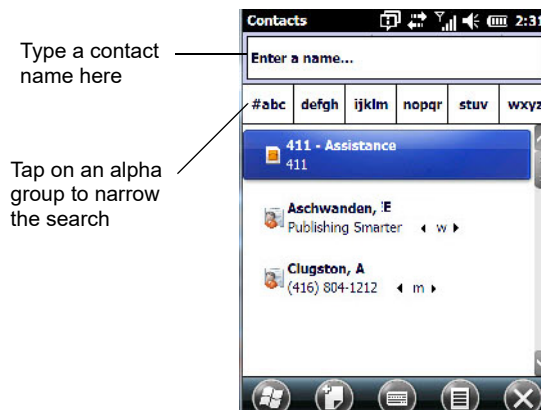 Contacts 2:31
Type a contact
name here
Enter a name...
#abc defgh ijklm nopqr stuv wxyz
Tap on an alpha
group to narrow
the search
411 - Assistance
411
Aschwanden, E
Publishing Smarter w
Clugston, A
(416) 804-1212 m